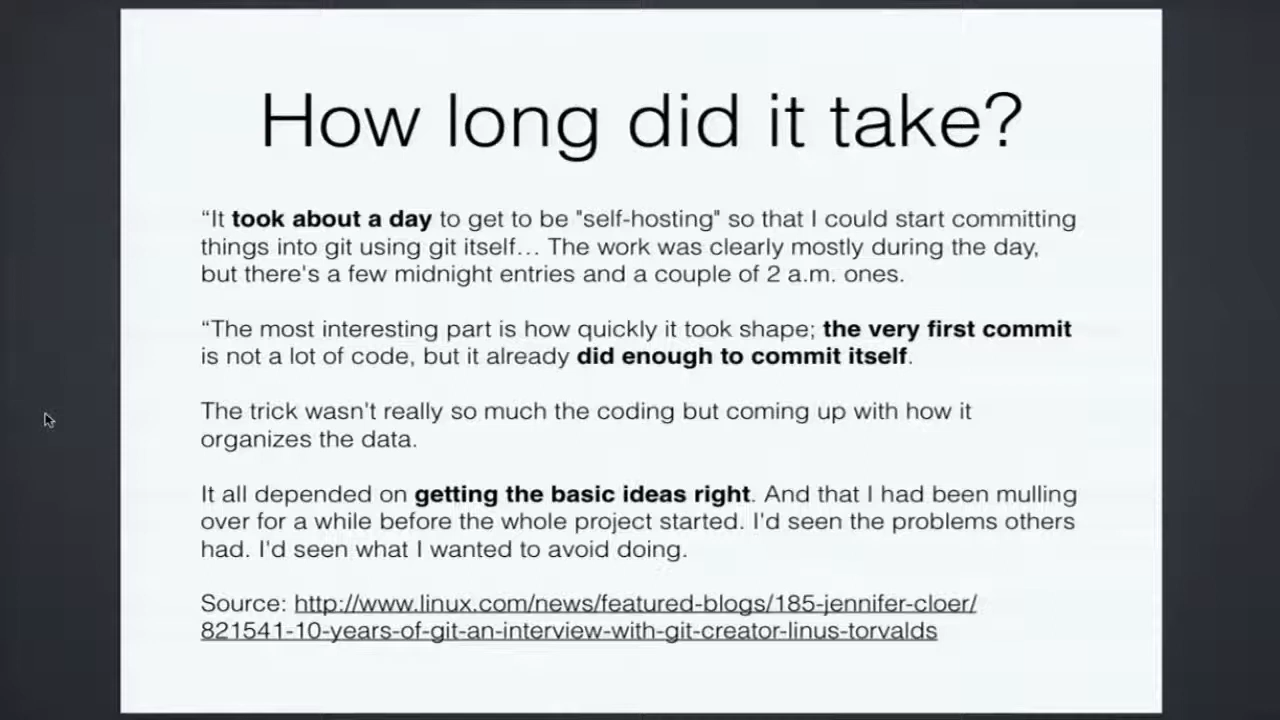 How long did it take?
“It took about a day to get to be "self-hosting" so that I could start committing
things into git using git itself… The work was clearly mostly during the day,
but there's a few midnight entries and a couple of 2 a.m. ones.
“The most interesting part is how quickly it took shape; the very first commit
is not a lot of code, but it already did enough to commit itself.
The trick wasn't really so much the coding but coming up with how it
organizes the data.
It all depended on getting the basic ideas right. And that I had been mulling
over for a while before the whole project started. I'd seen the problems others
had. I'd seen what I wanted to avoid doing.
Source: http://www.linux.com/news/featured-blogs/185-jennifer-cloer/
821541-10-years-of-git-an-interview-with-git-creator-linus-torvalds